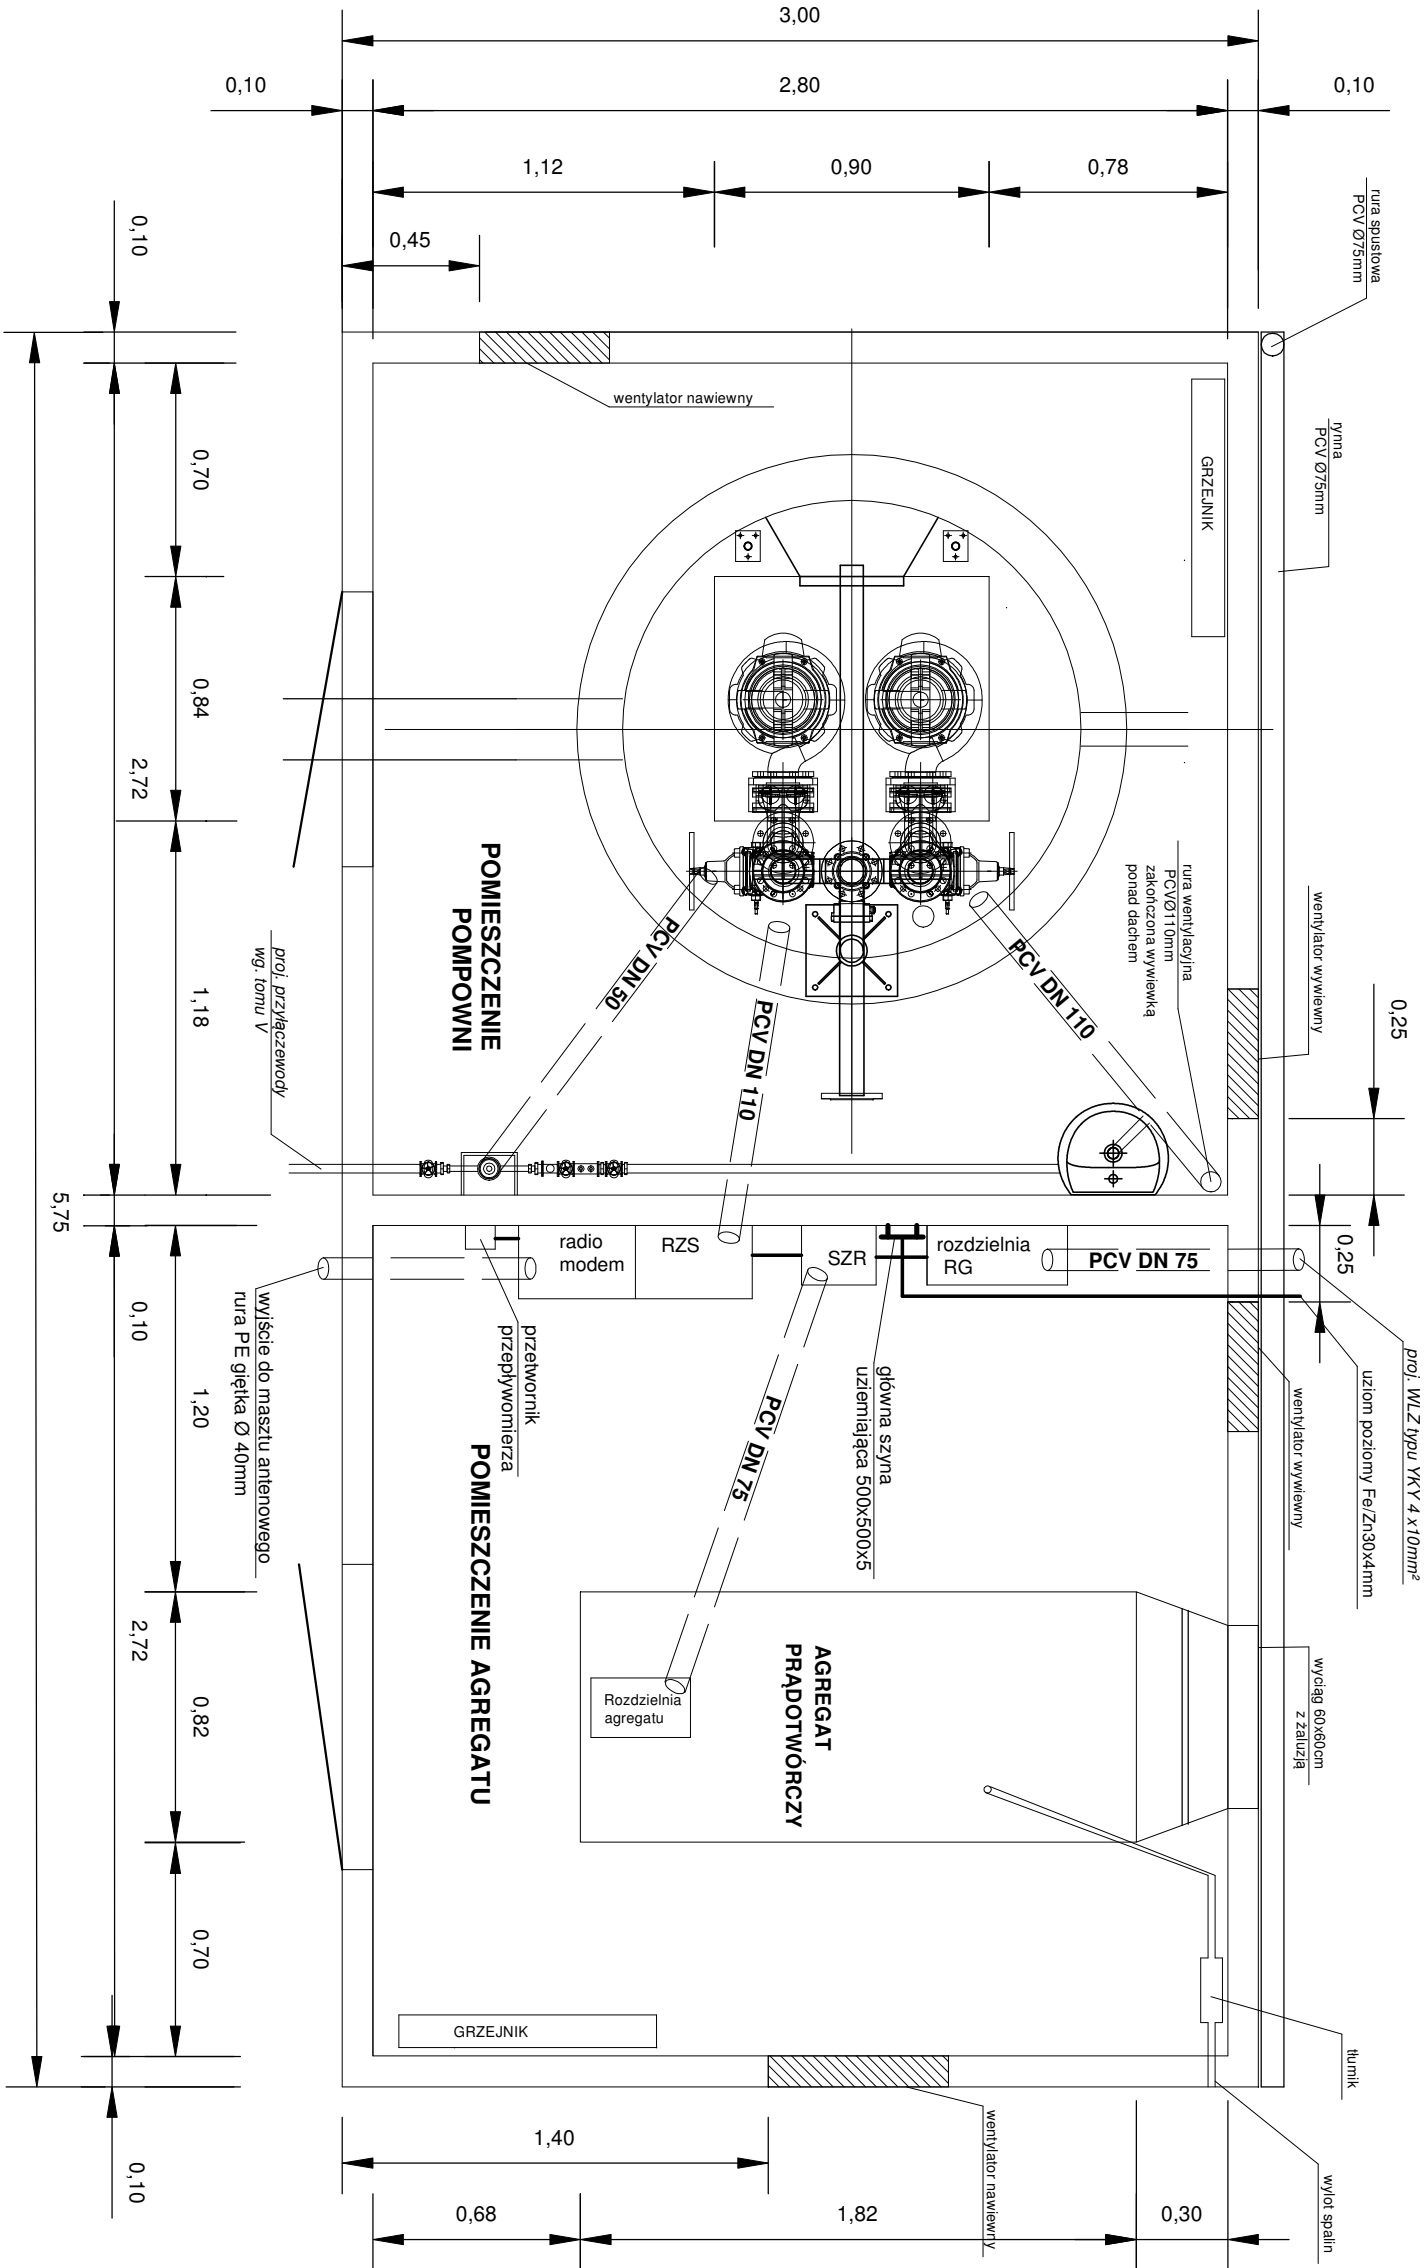 3,00
0,10
2,80
0,10
1,12
0,90
0,78
0,45
0,10
rura spustowa
PCV Ø75mm
wentylator nawiewny
GRZEJNIK
rynna
PCV Ø75mm
0,70
0,84
2,72
1,18
POMIESZCZENIE
POMPOWNI
proj. przyłączewody
wg. tomu V
PCV DN 50
PCV DN 110
PCV DN 110
rura wentylacyjna
PCVØ110mm
zakończona wywiewką
ponad dachem
wentylator wywiewny
0,25
5,75
radio
modem
RZS
SZR
rozdzielnia
RG
PCV DN 75
0,25
0,10
wyjście do masztu antenowego
rura PE giętka Ø 40mm
przetwornik
przepływomierza
główna szyna
uziemiająca 500x500x5
PCV DN 75
proj. WLZ typu YKY 4 x10mm²
uziom poziomy Fe/Zn30x4mm
wentylator wywiewny
1,20
2,72
0,82
POMIESZCZENIE AGREGATU
Rozdzielnia
agregatu
AGREGAT
PRĄDOTWÓRCZY
wyciąg 60x60cm
z żaluzją
0,70
GRZEJNIK
tłumik
wentylator nawiewny
wylot spalin
0,10
1,40
0,68
1,82
0,30